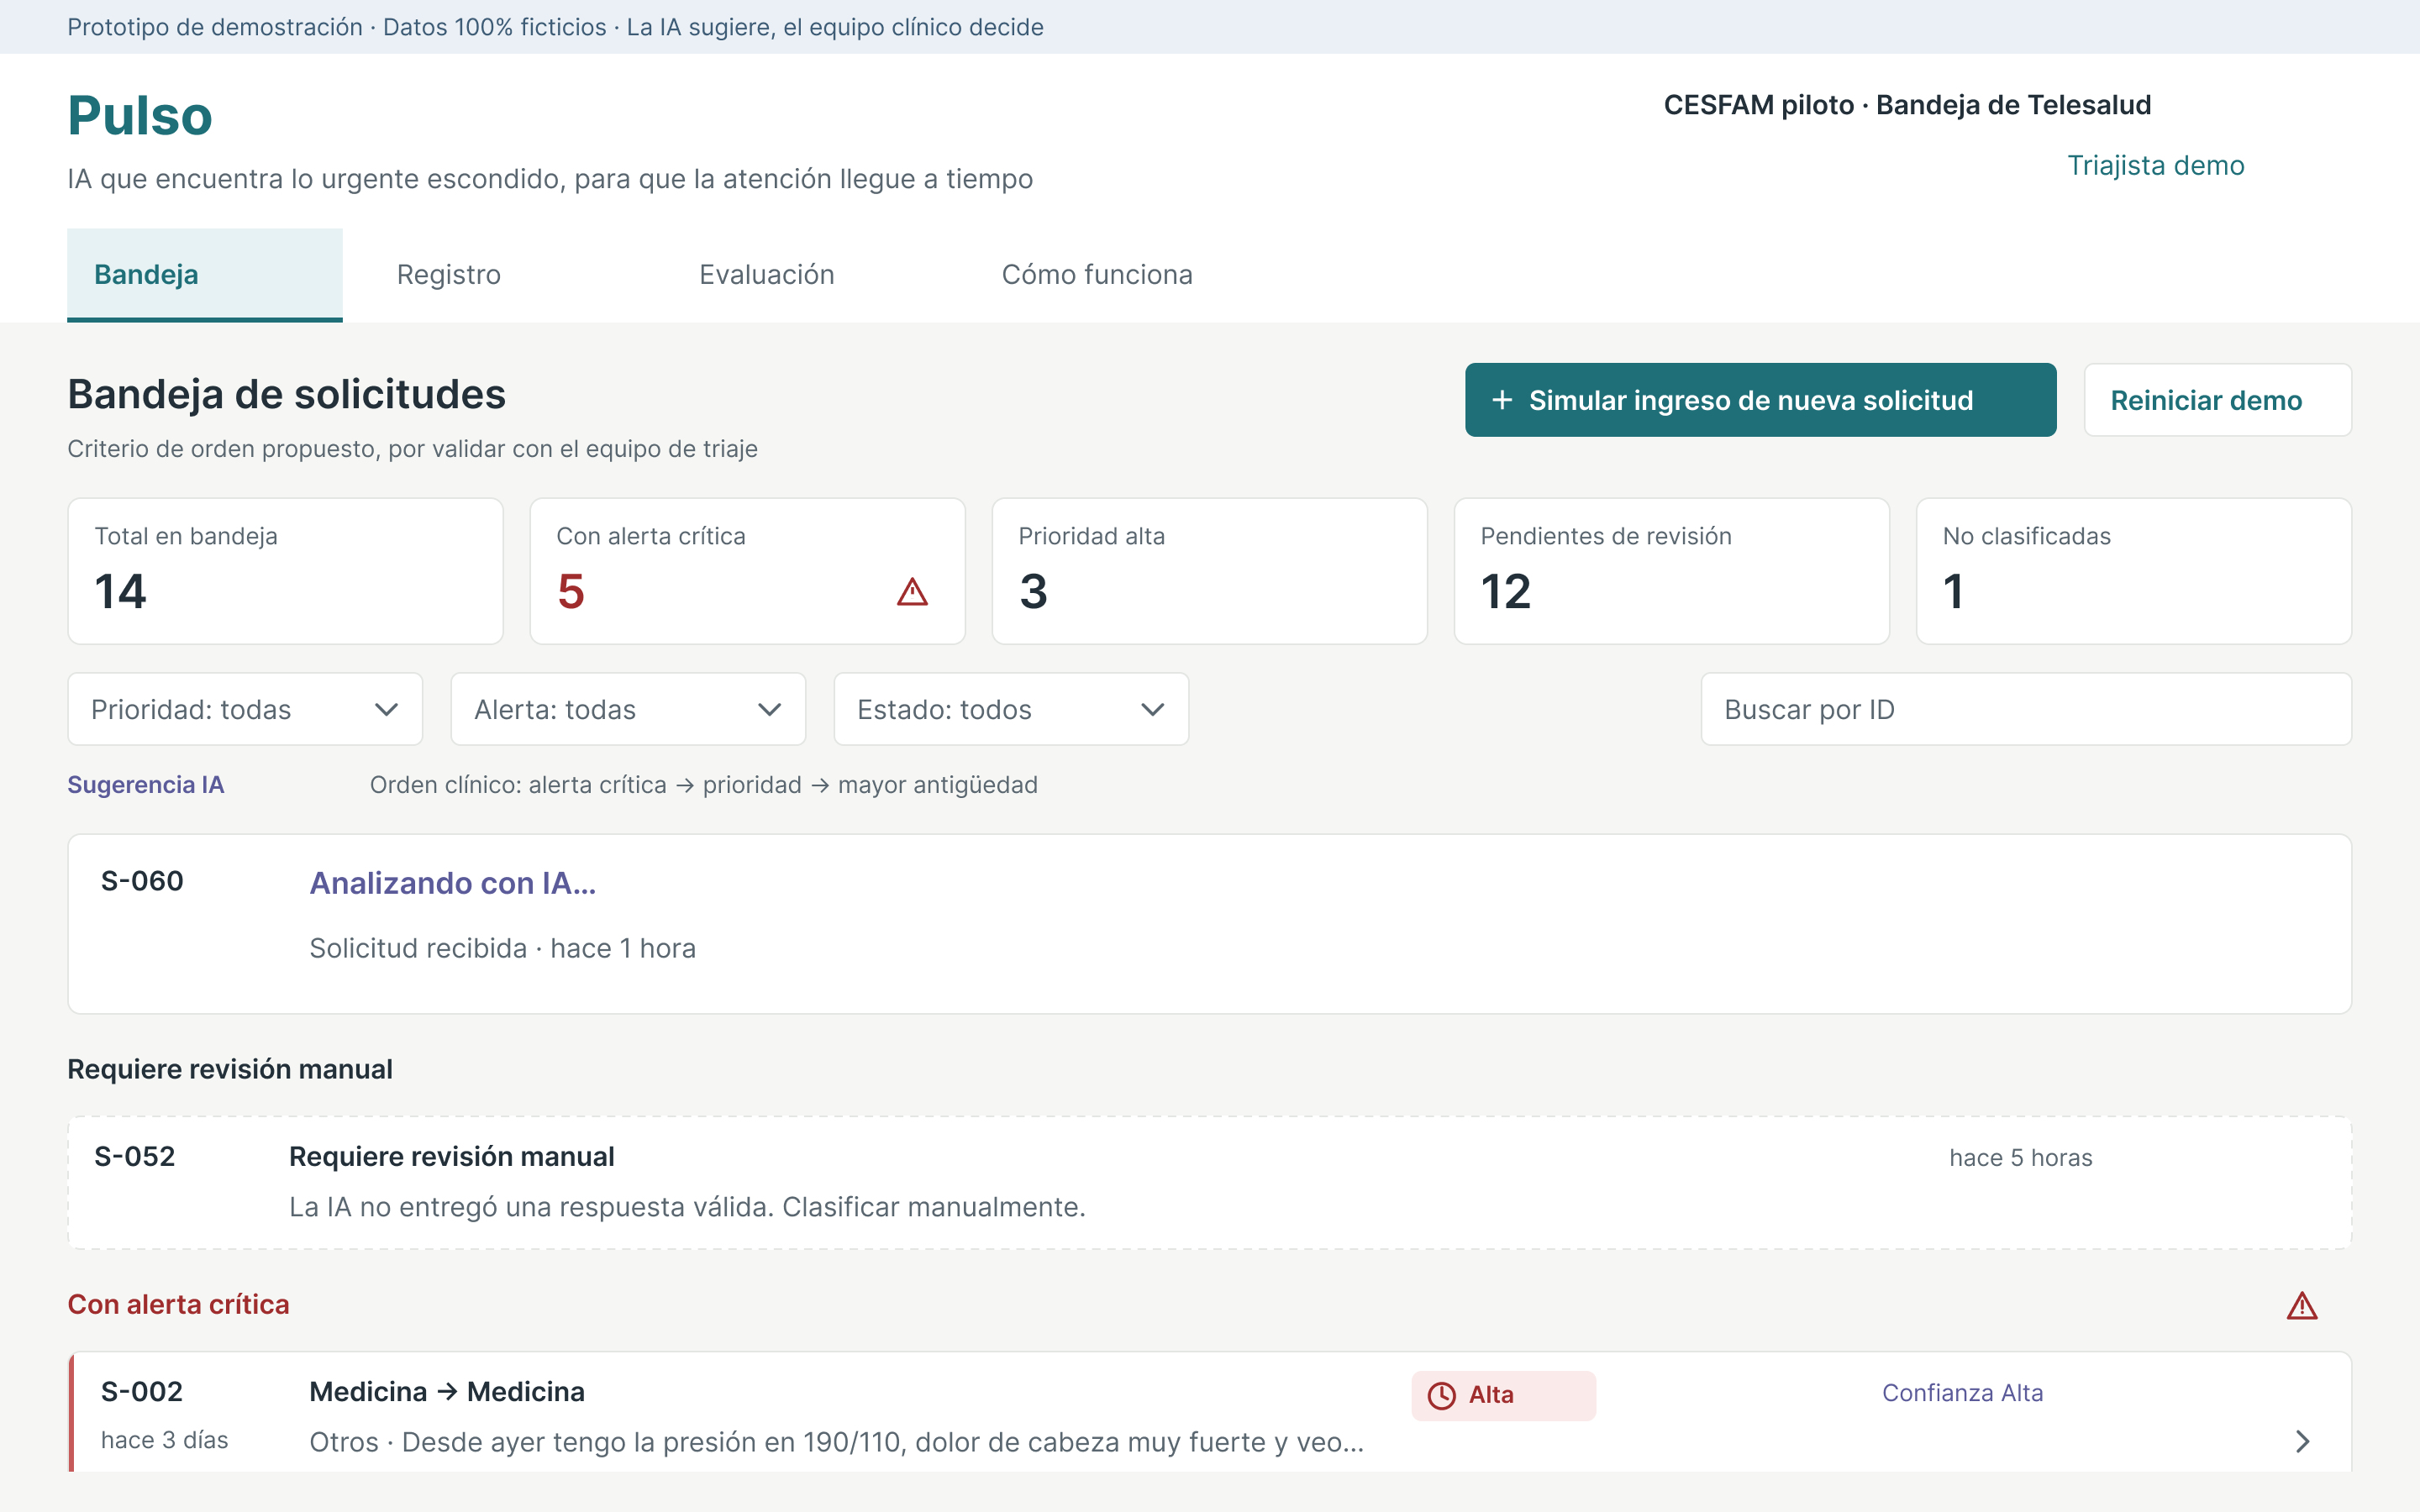 Prototipo de demostración · Datos 100% ficticios · La IA sugiere, el equipo clínico decide
Pulso
CESFAM piloto · Bandeja de Telesalud
IA que encuentra lo urgente escondido, para que la atención llegue a tiempo
Triajista demo
Bandeja
Registro
Evaluación
Cómo funciona
Bandeja de solicitudes
+ Simular ingreso de nueva solicitud
Reiniciar demo
Criterio de orden propuesto, por validar con el equipo de triaje
Total en bandeja
14
Con alerta crítica
5
Prioridad alta
3
Pendientes de revisión
12
No clasificadas
1
Prioridad: todas
Alerta: todas
Estado: todos
Buscar por ID
Sugerencia IA
Orden clínico: alerta crítica → prioridad → mayor antigüedad
S-060
Analizando con IA...
Solicitud recibida · hace 1 hora
Requiere revisión manual
S-052
Requiere revisión manual
hace 5 horas
La IA no entregó una respuesta válida. Clasificar manualmente.
Con alerta crítica
S-002
Medicina → Medicina
Alta
Confianza Alta
hace 3 días
Otros · Desde ayer tengo la presión en 190/110, dolor de cabeza muy fuerte y veo...